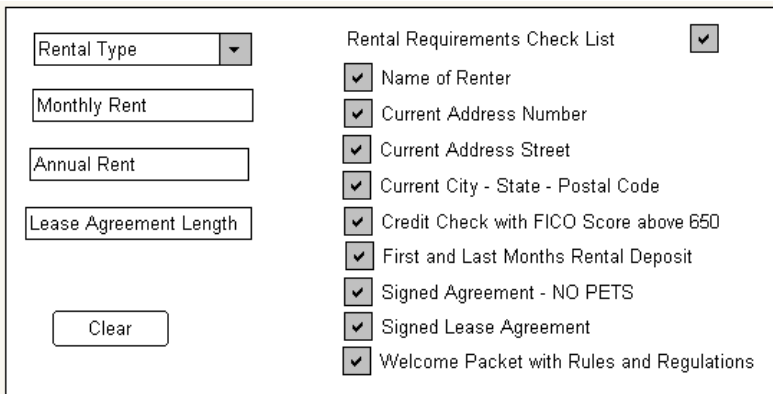 Rental Type
Monthly Rent
Annual Rent
Lease Agreement Length
Clear
Rental Requirements Check List
Name of Renter
Current Address Number
Current Address Street
Current City - State - Postal Code
Credit Check with FICO Score above 650
First and Last Months Rental Deposit
Signed Agreement - NO PETS
Signed Lease Agreement
Welcome Packet with Rules and Regulations